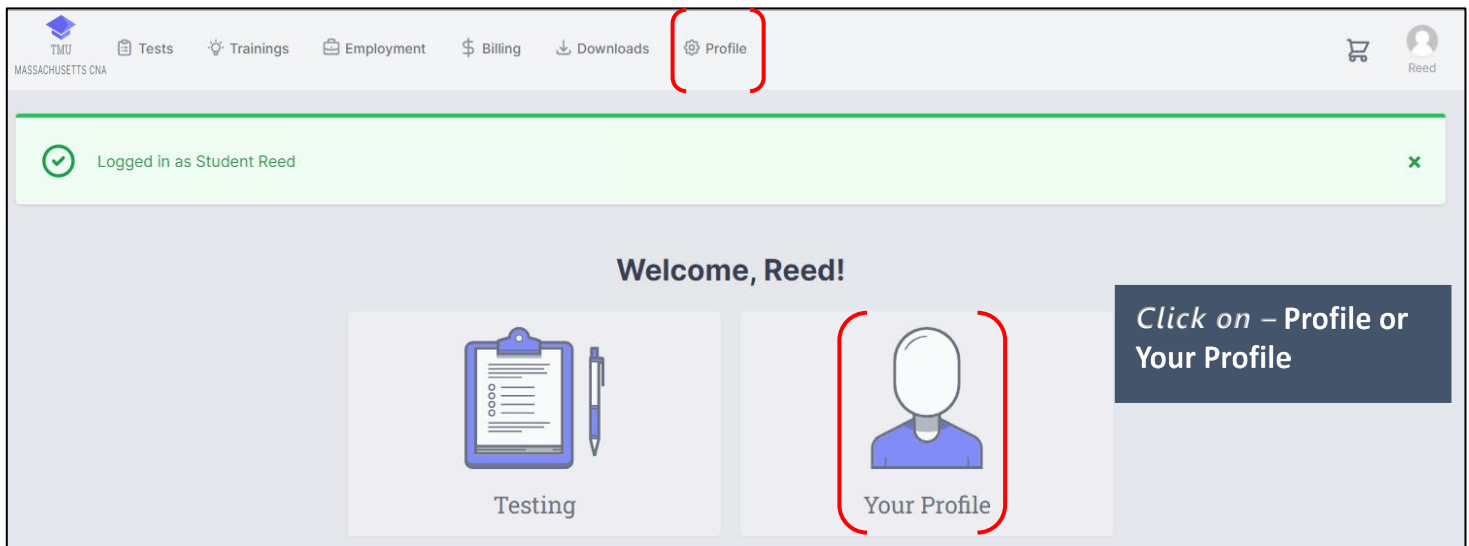 TMU
MASSACHUSETTS CNA
Tests
Trainings
Employment
$ Billing
Downloads
Profile
Reed
Logged in as Student Reed
Welcome, Reed!
Click on – Profile or
Your Profile
Testing
Your Profile